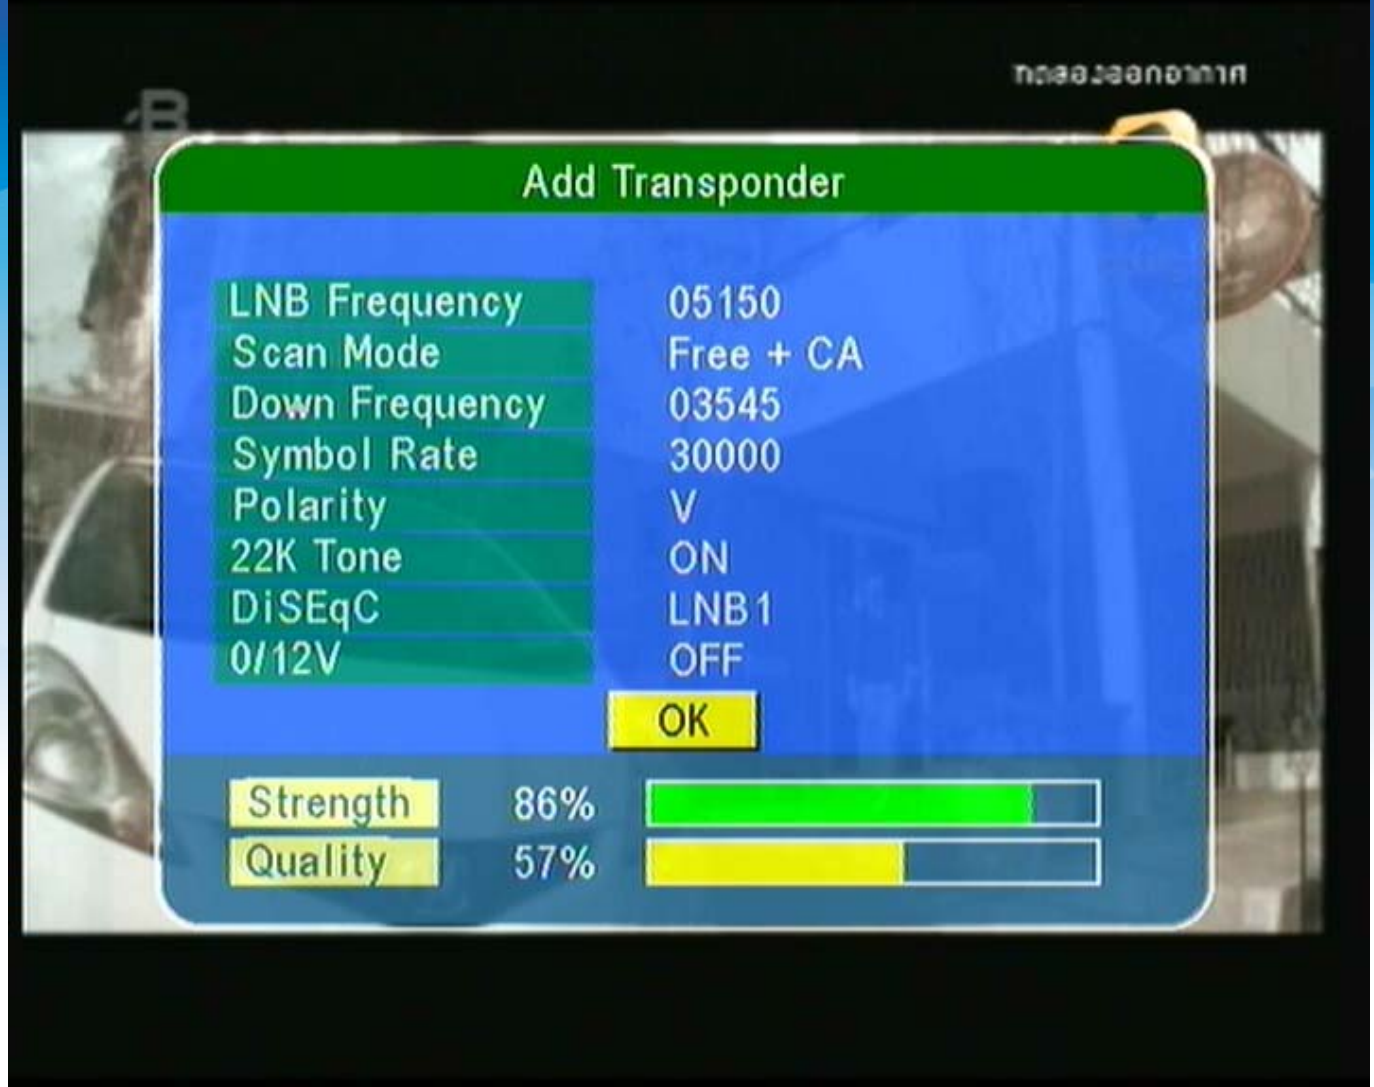 ทดลองออกอากาศ
B
Add Transponder
LNB Frequency 05150
Scan Mode Free + CA
Down Frequency 03545
Symbol Rate 30000
Polarity V
22K Tone ON
DiSEqC LNB1
0/12V OFF
OK
Strength 86%
Quality 57%